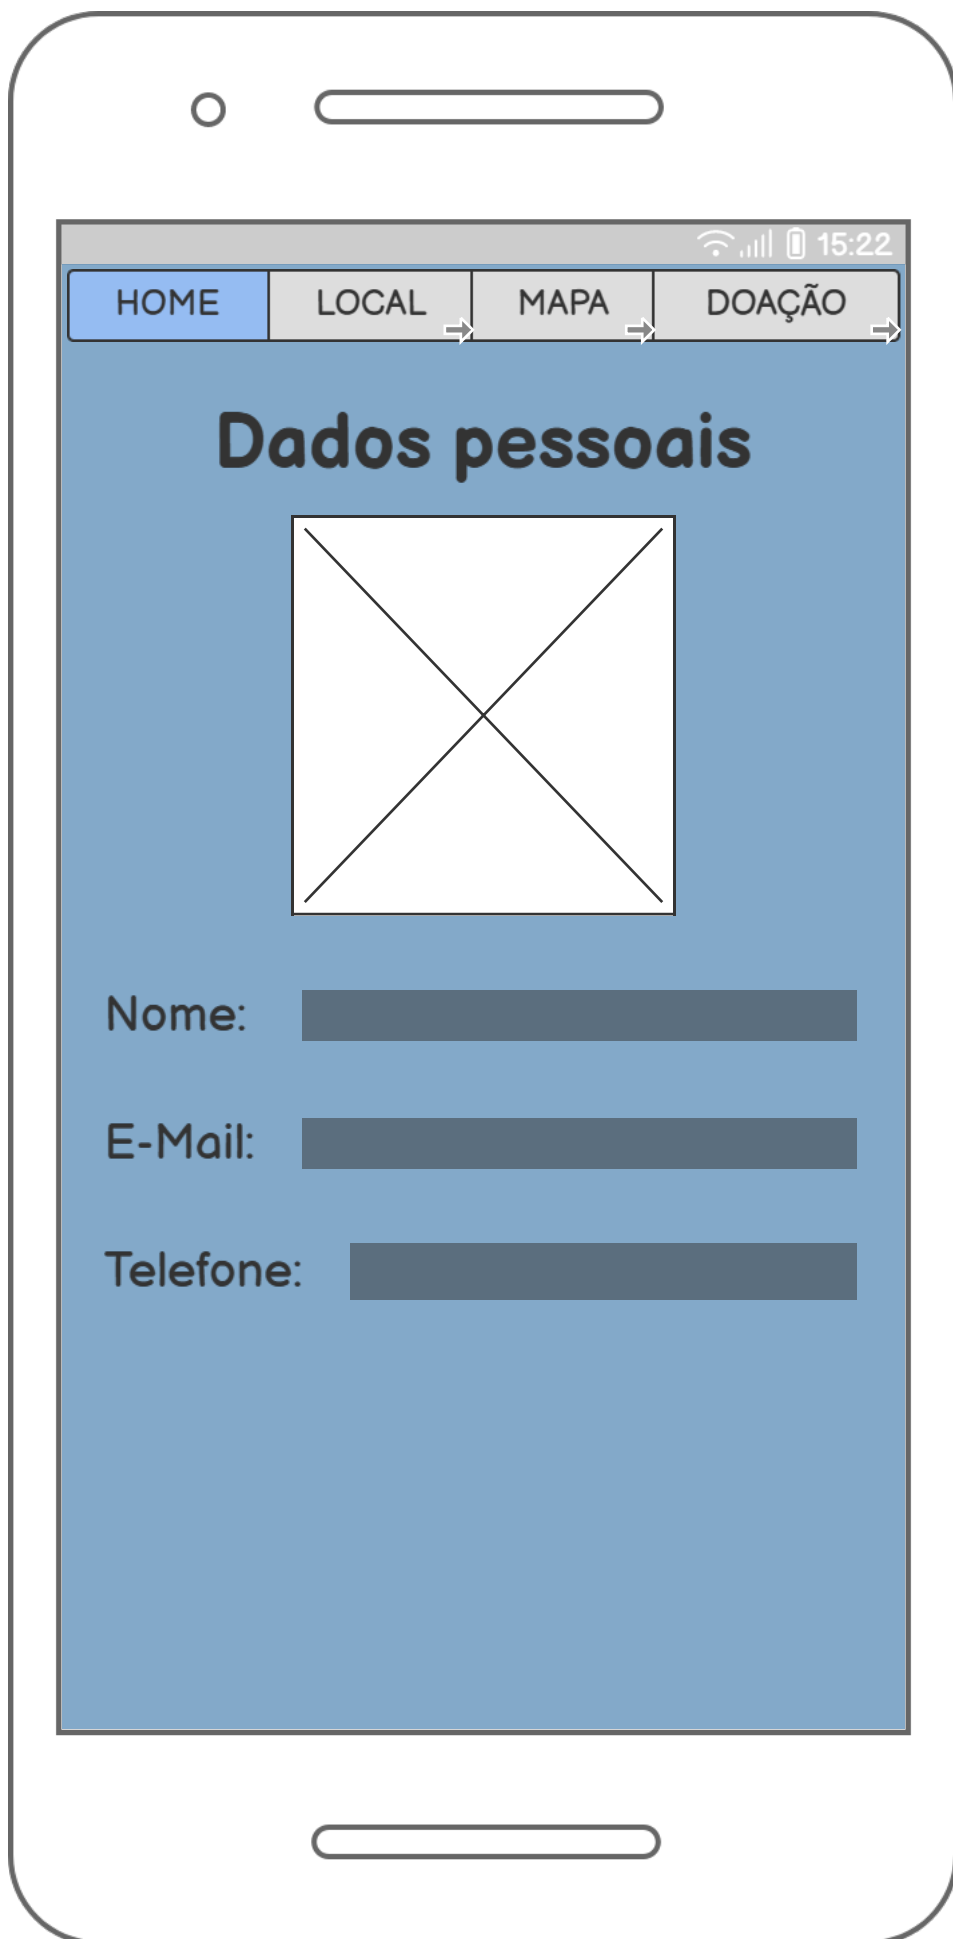 15:22
HOME LOCAL MAPA DOAÇÃO
Dados pessoais
Nome:
E-Mail:
Telefone: